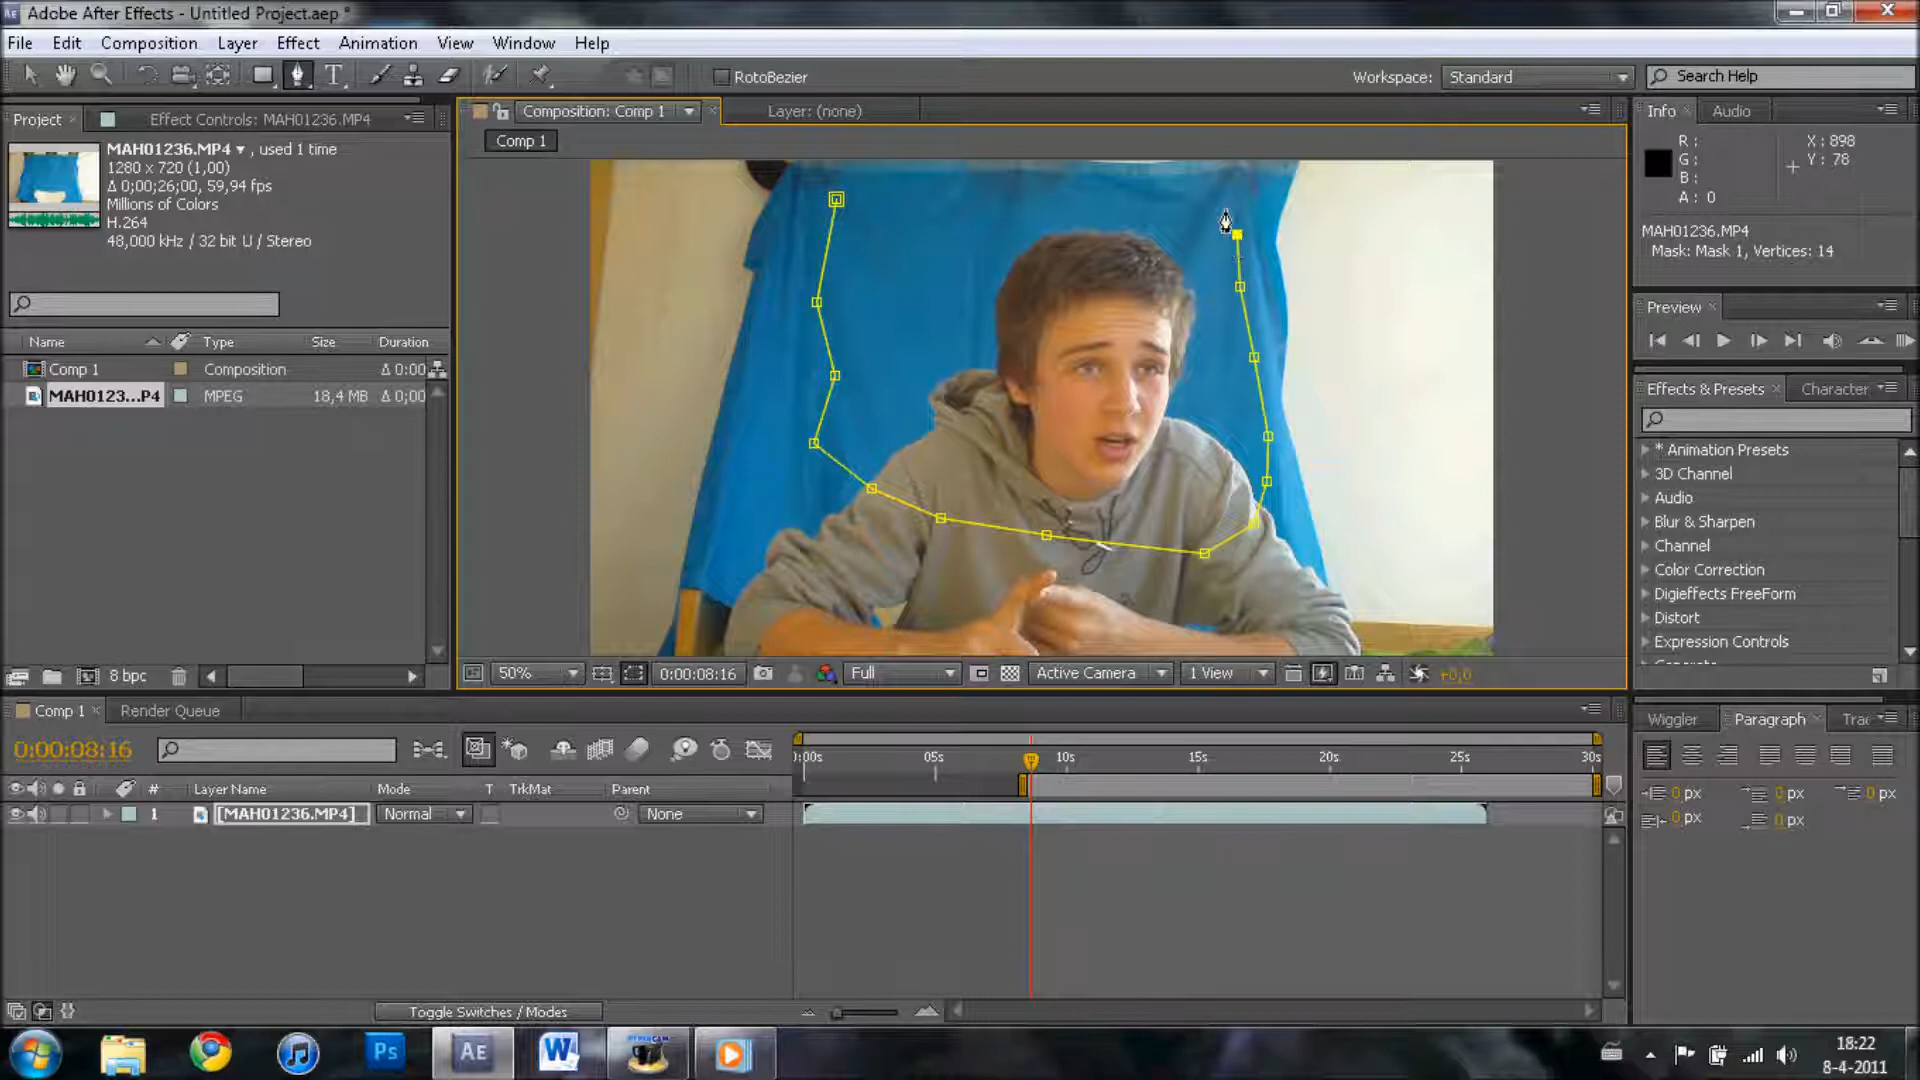 Adobe After Effects - Untitled Project.aep *
File Edit Composition Layer Effect Animation View Window Help
RotoBezier
Workspace: Standard
Search Help
Project
Effect Controls: MAH01236.MP4
Composition: Comp 1
Layer: (none)
Info
Audio
Comp 1
MAH01236.MP4 , used 1 time
1280 x 720 (1,00)
Δ 0;00;26;00, 59,94 fps
Millions of Colors
H.264
48,000 kHz / 32 bit U / Stereo
R :
G :
B :
A : 0
X : 898
Y : 78
MAH01236.MP4
Mask: Mask 1, Vertices: 14
Preview
Name Type Size Duration
Comp 1 Composition Δ 0:00
MAH0123...P4 MPEG 18,4 MB Δ 0;00
Effects & Presets
Character
* Animation Presets
3D Channel
Audio
Blur & Sharpen
Channel
Color Correction
Digieffects FreeForm
Distort
Expression Controls
8 bpc
50%
0:00:08:16
Full
Active Camera
1 View
+0,0
Comp 1
Render Queue
Wiggler
Paragraph
Trac
0:00:08:16
0:00s 05s 10s 15s 20s 25s 30s
# Layer Name Mode T TrkMat Parent
1 [MAH01236.MP4] Normal None
0 px 0 px 0 px
0 px 0 px
Toggle Switches / Modes
Ps
AE
W
HYPERCAM
18:22
8-4-2011